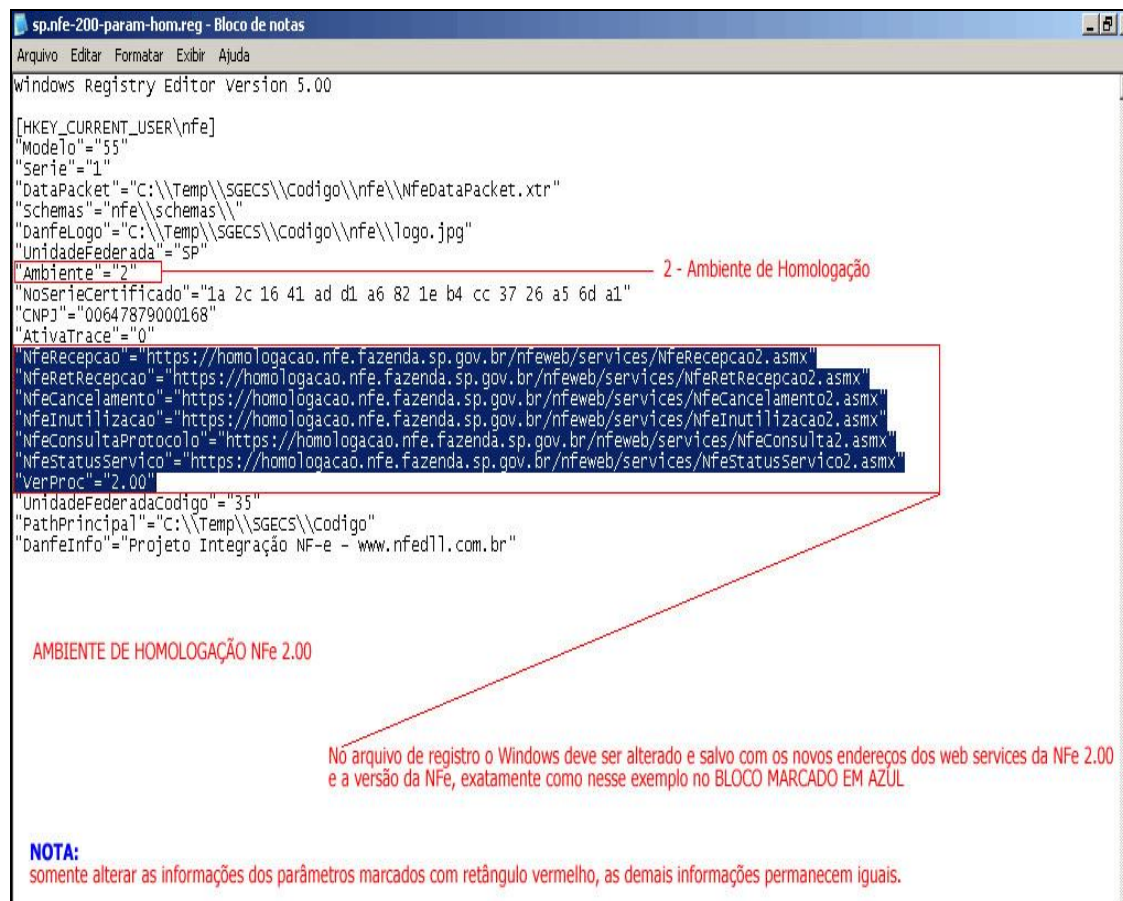 sp.nfe-200-param-hom.reg - Bloco de notas
Arquivo Editar Formatar Exibir Ajuda
Windows Registry Editor Version 5.00
[HKEY_CURRENT_USER\nfe]
"Modelo"="55"
"Serie"="1"
"DataPacket"="C:\\Temp\\SGECS\\Codigo\\nfe\\NfeDataPacket.xtr"
"Schemas"="nfe\\schemas\\"
"DanfeLogo"="C:\\Temp\\SGECS\\Codigo\\nfe\\logo.jpg"
"UnidadeFederada"="SP"
"Ambiente"="2" 2 - Ambiente de Homologação
"NoSerieCertificado"="1a 2c 16 41 ad d1 a6 82 1e b4 cc 37 26 a5 6d a1"
"CNPJ"="00647879000168"
"AtivaTrace"="0"
"NfeRecepcao"="https://homologacao.nfe.fazenda.sp.gov.br/nfeweb/services/NfeRecepcao2.asmx"
"NfeRetRecepcao"="https://homologacao.nfe.fazenda.sp.gov.br/nfeweb/services/NfeRetRecepcao2.asmx"
"NfeCancelamento"="https://homologacao.nfe.fazenda.sp.gov.br/nfeweb/services/NfeCancelamento2.asmx"
"NfeInutilizacao"="https://homologacao.nfe.fazenda.sp.gov.br/nfeweb/services/NfeInutilizacao2.asmx"
"NfeConsultaProtocolo"="https://homologacao.nfe.fazenda.sp.gov.br/nfeweb/services/NfeConsulta2.asmx"
"NfeStatusServico"="https://homologacao.nfe.fazenda.sp.gov.br/nfeweb/services/NfeStatusServico2.asmx"
"VerProc"="2.00"
"UnidadeFederadaCodigo"="35"
"PathPrincipal"="C:\\Temp\\SGECS\\Codigo"
"DanfeInfo"="Projeto Integração NF-e - www.nfedll.com.br"
AMBIENTE DE HOMOLOGAÇÃO NFe 2.00
No arquivo de registro o Windows deve ser alterado e salvo com os novos endereços dos web services da NFe 2.00
e a versão da NFe, exatamente como nesse exemplo no BLOCO MARCADO EM AZUL
NOTA:
somente alterar as informações dos parâmetros marcados com retângulo vermelho, as demais informações permanecem iguais.